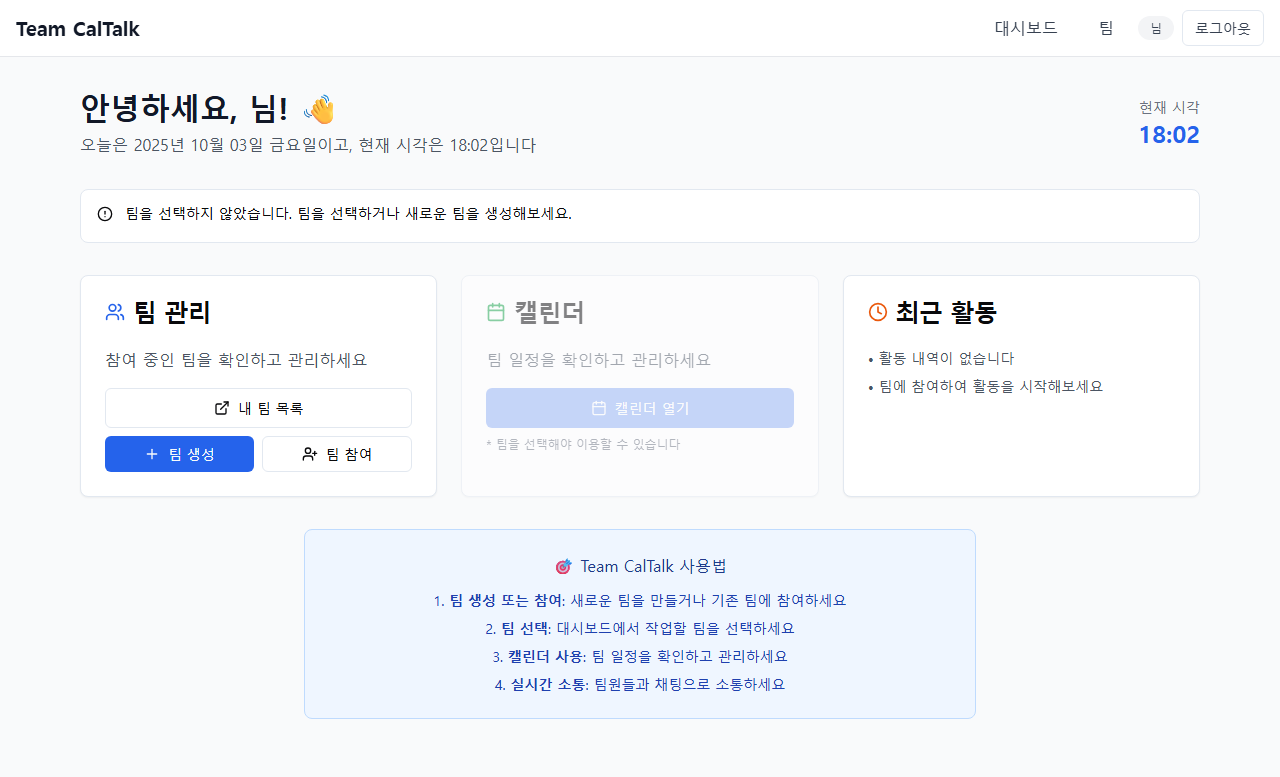 Team CalTalk
대시보드 팀 님 로그아웃
안녕하세요, 님! 👋
오늘은 2025년 10월 03일 금요일이고, 현재 시각은 18:02입니다
현재 시각
18:02
팀을 선택하지 않았습니다. 팀을 선택하거나 새로운 팀을 생성해보세요.
팀 관리
참여 중인 팀을 확인하고 관리하세요
내 팀 목록
팀 생성
팀 참여
캘린더
팀 일정을 확인하고 관리하세요
캘린더 열기
* 팀을 선택해야 이용할 수 있습니다
최근 활동
• 활동 내역이 없습니다
• 팀에 참여하여 활동을 시작해보세요
🎯 Team CalTalk 사용법
1. 팀 생성 또는 참여: 새로운 팀을 만들거나 기존 팀에 참여하세요
2. 팀 선택: 대시보드에서 작업할 팀을 선택하세요
3. 캘린더 사용: 팀 일정을 확인하고 관리하세요
4. 실시간 소통: 팀원들과 채팅으로 소통하세요